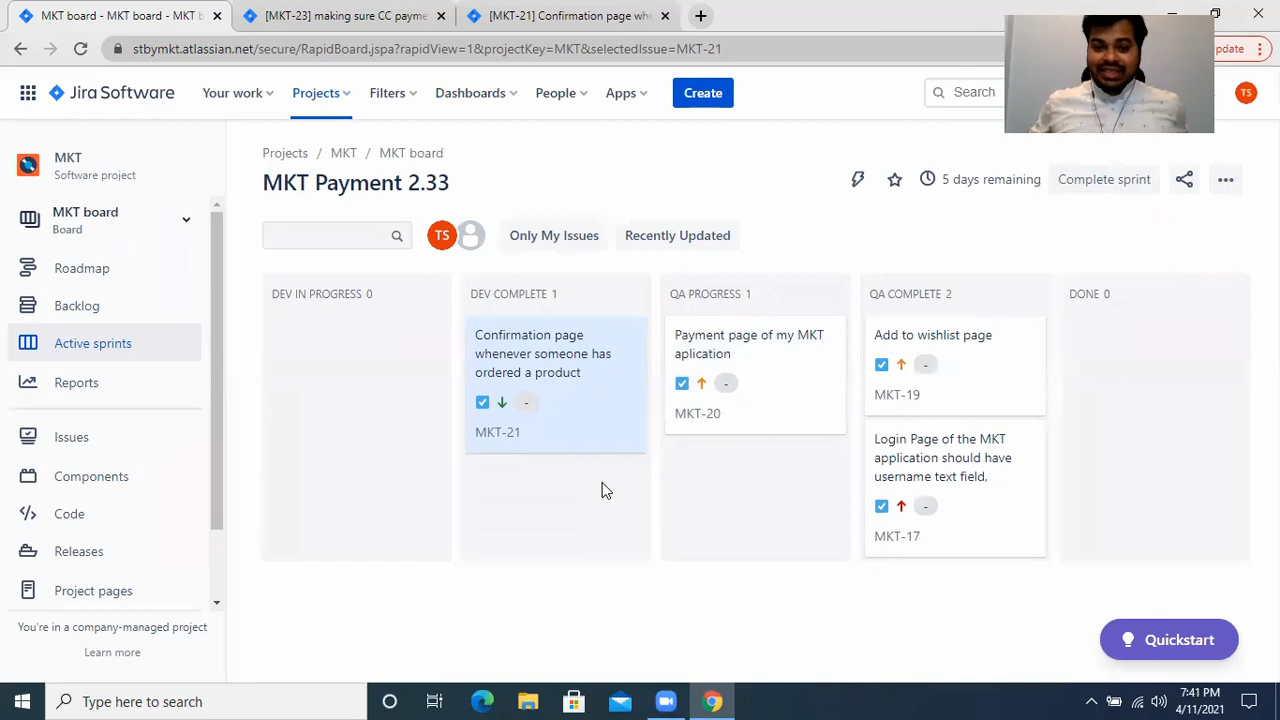 MKT board - MKT board - MKT b
[MKT-23] making sure CC payme
[MKT-21] Confirmation page whe
stbymkt.atlassian.net/secure/RapidBoard.jspa?rapidView=1&projectKey=MKT&selectedIssue=MKT-21
Update
Jira Software
Your work
Projects
Filters
Dashboards
People
Apps
Create
Search
TS
MKT
Software project
MKT board
Board
Roadmap
Backlog
Active sprints
Reports
Issues
Components
Code
Releases
Project pages
You're in a company-managed project
Learn more
Projects / MKT / MKT board
MKT Payment 2.33
5 days remaining
Complete sprint
TS
Only My Issues
Recently Updated
DEV IN PROGRESS 0
DEV COMPLETE 1
Confirmation page
whenever someone has
ordered a product
-
MKT-21
QA PROGRESS 1
Payment page of my MKT
aplication
-
MKT-20
QA COMPLETE 2
Add to wishlist page
-
MKT-19
Login Page of the MKT
application should have
username text field,
-
MKT-17
DONE 0
Quickstart
Type here to search
7:41 PM
4/11/2021